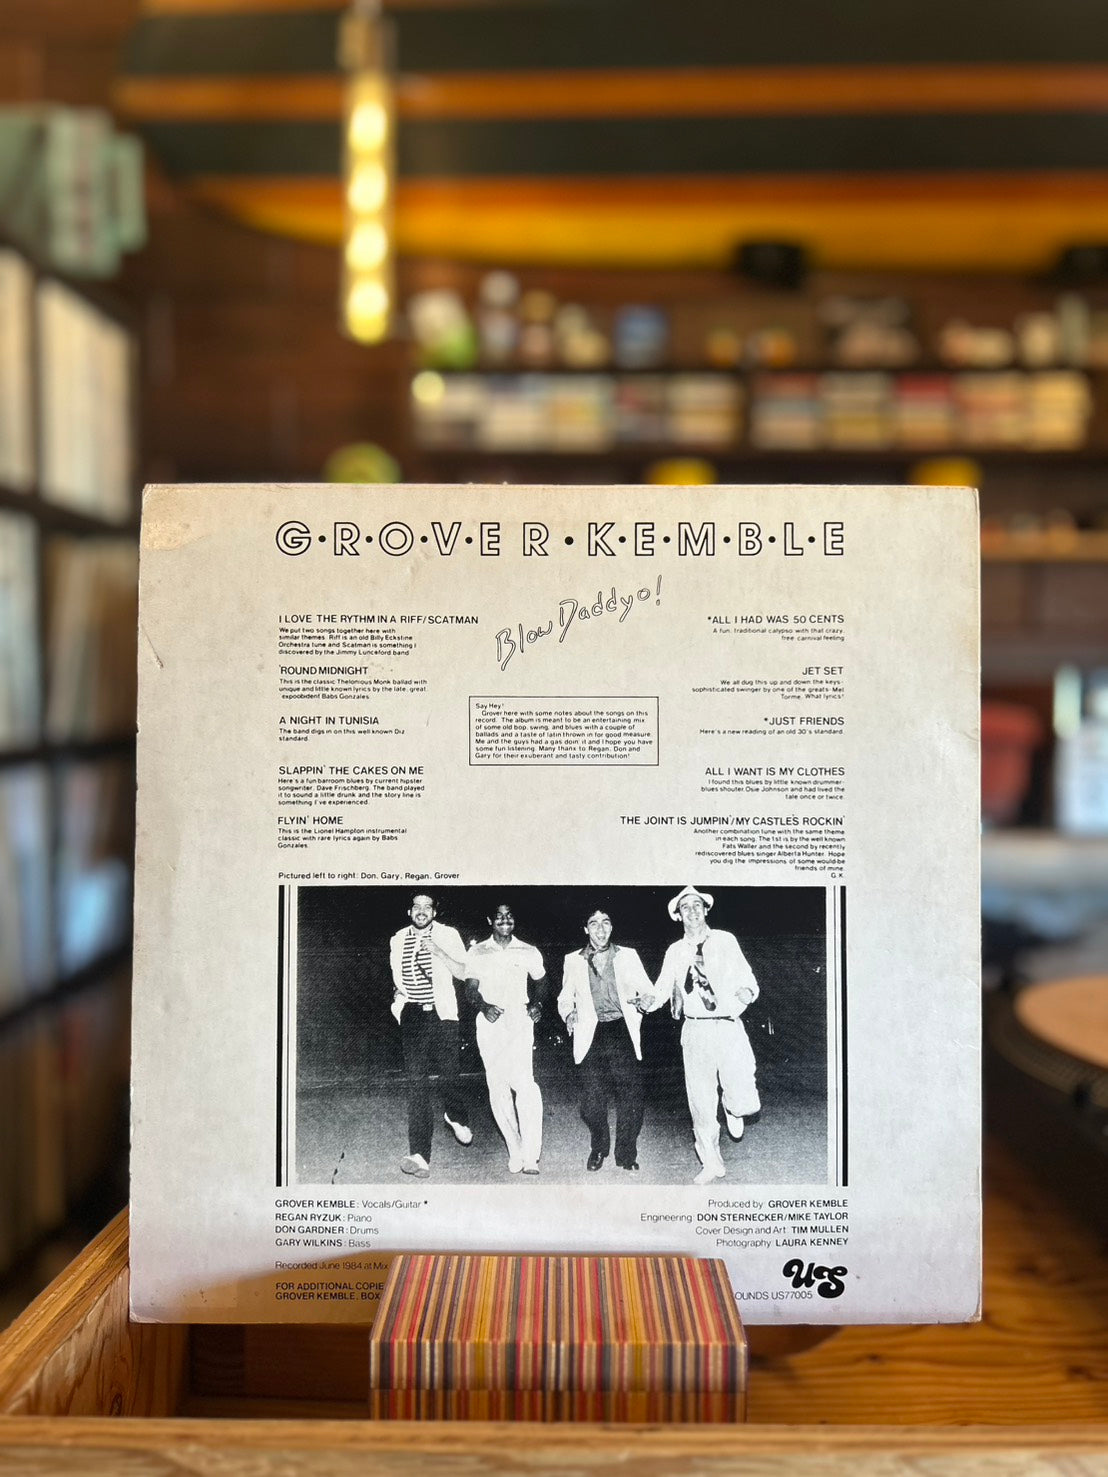 G·R·O·V·E R·K·E·M·B·L·E
Blow Daddyo!
I LOVE THE RYTHM IN A RIFF/SCATMAN
We put two songs together here with
similar themes. Riff is an old Billy Eckstine
Orchestra tune and Scatman is something I
discovered by the Jimmy Lunceford band
'ROUND MIDNIGHT
This is the classic Thelonious Monk ballad with
unique and little known lyrics by the late, great,
expoobident Babs Gonzales.
A NIGHT IN TUNISIA
The band digs in on this well known Diz
standard.
SLAPPIN' THE CAKES ON ME
Here's a fun barroom blues by current hipster
songwriter, Dave Frischberg. The band played
it to sound a little drunk and the story line is
something I've experienced.
FLYIN' HOME
This is the Lionel Hampton instrumental
classic with rare lyrics again by Babs
Gonzales.
Say Hey!
Grover here with some notes about the songs on this
record. The album is meant to be an entertaining mix
of some old bop, swing, and blues with a couple of
ballads and a taste of latin thrown in for good measure.
Me and the guys had a gas doin' it and I hope you have
some fun listening. Many thanx to Regan, Don and
Gary for their exuberant and tasty contribution!
*ALL I HAD WAS 50 CENTS
A fun, traditional calypso with that crazy,
free, carnival feeling
JET SET
We all dug this up and down the keys-
sophisticated swinger by one of the greats- Mel
Torme. What lyrics!
*JUST FRIENDS
Here's a new reading of an old 30's standard.
ALL I WANT IS MY CLOTHES
I found this blues by little known drummer-
blues shouter, Osie Johnson and had lived the
tale once or twice.
THE JOINT IS JUMPIN'/MY CASTLE'S ROCKIN'
Another combination tune with the same theme
in each song. The 1st is by the well known
Fats Waller and the second by recently
rediscovered blues singer Alberta Hunter. Hope
you dig the impressions of some would-be
friends of mine.
G.K.
Pictured left to right: Don, Gary, Regan, Grover
GROVER KEMBLE: Vocals/Guitar *
REGAN RYZUK: Piano
DON GARDNER: Drums
GARY WILKINS: Bass
Recorded June 1984 at Mix
FOR ADDITIONAL COPIE
GROVER KEMBLE, BOX
Produced by: GROVER KEMBLE
Engineering: DON STERNECKER/MIKE TAYLOR
Cover Design and Art: TIM MULLEN
Photography: LAURA KENNEY
US
OUNDS US77005